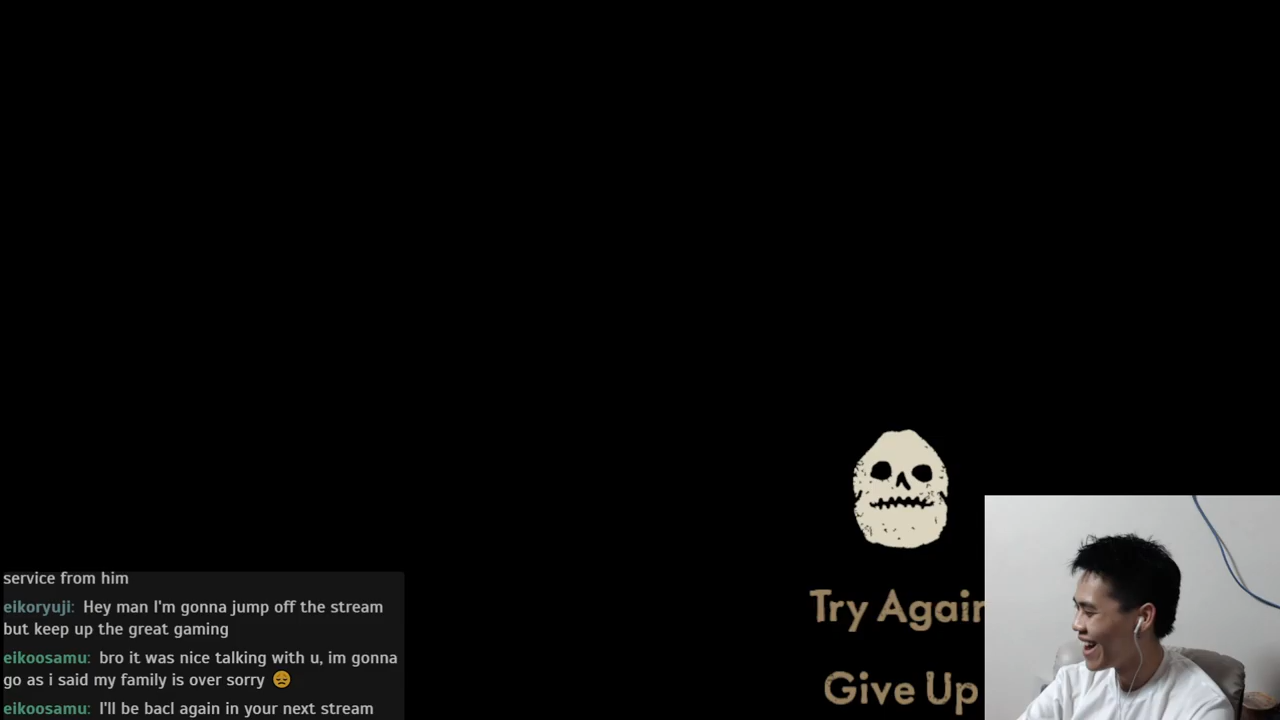 service from him
eikoryuji: Hey man I'm gonna jump off the stream
but keep up the great gaming
eikoosamu: bro it was nice talking with u, im gonna
go as i said my family is over sorry 😔
eikoosamu: I'll be bacl again in your next stream
Try Again
Give Up